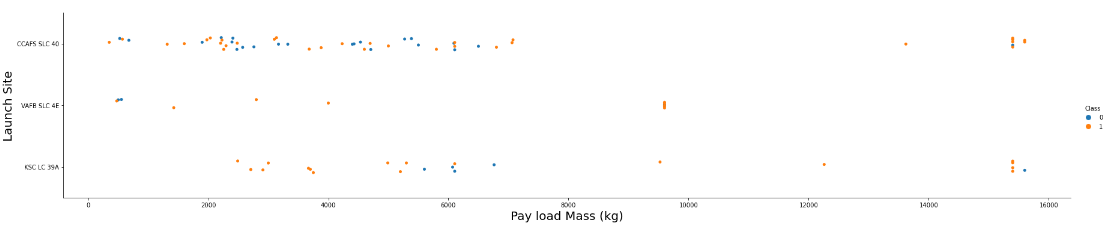 Launch Site
CCAFS SLC 40
VAFB SLC 4E
KSC LC 39A
0 2000 4000 6000 8000 10000 12000 14000 16000
Pay load Mass (kg)
Class
0
1